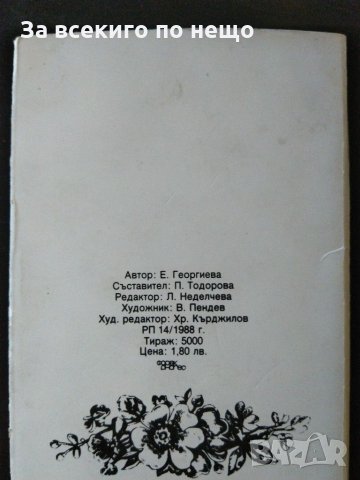 За всекиго по нещо
Автор: Е. Георгиева
Съставител: П. Тодорова
Редактор: Л. Неделчева
Художник: В. Пендев
Худ. редактор: Хр. Кърджилов
РП 14/1988 г.
Тираж: 5000
Цена: 1,80 лв.
BAZAR